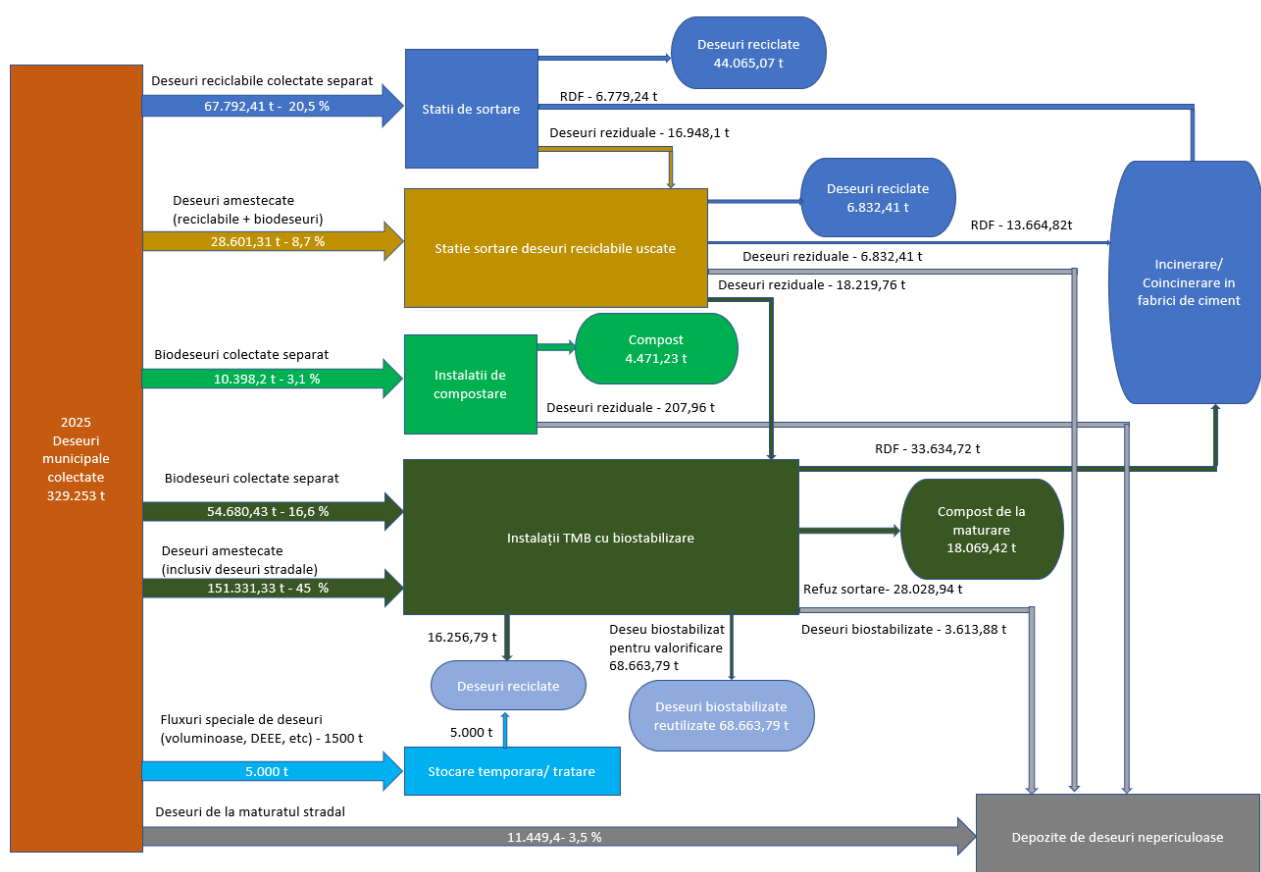 2025
Deseuri
municipale
colectate
329.253 t
Deseuri reciclabile colectate separat
67.792,41 t - 20,5 %
Statii de sortare
Deseuri reciclate
44.065,07 t
RDF - 6.779,24 t
Deseuri reziduale - 16.948,1 t
Deseuri amestecate
(reciclabile + biodeseuri)
28.601,31 t - 8,7 %
Statie sortare deseuri reciclabile uscate
Deseuri reciclate
6.832,41 t
RDF - 13.664,82t
Deseuri reziduale - 6.832,41 t
Deseuri reziduale - 18.219,76 t
Incinerare/
Coincinerare in
fabrici de ciment
Biodeseuri colectate separat
10.398,2 t - 3,1 %
Instalatii de
compostare
Compost
4.471,23 t
Deseuri reziduale - 207,96 t
Biodeseuri colectate separat
54.680,43 t - 16,6 %
Deseuri amestecate
(inclusiv deseuri stradale)
151.331,33 t - 45 %
Instalații TMB cu biostabilizare
RDF - 33.634,72 t
Compost de la
maturare
18.069,42 t
Refuz sortare- 28.028,94 t
Deseuri biostabilizate - 3.613,88 t
16.256,79 t
Deseuri reciclate
Deseu biostabilizat
pentru valorificare
68.663,79 t
Deseuri biostabilizate
reutilizate 68.663,79 t
Fluxuri speciale de deseuri
(voluminoase, DEEE, etc) - 1500 t
5.000 t
5.000 t
Stocare temporara/ tratare
Deseuri de la maturatul stradal
11.449,4- 3,5 %
Depozite de deseuri nepericuloase